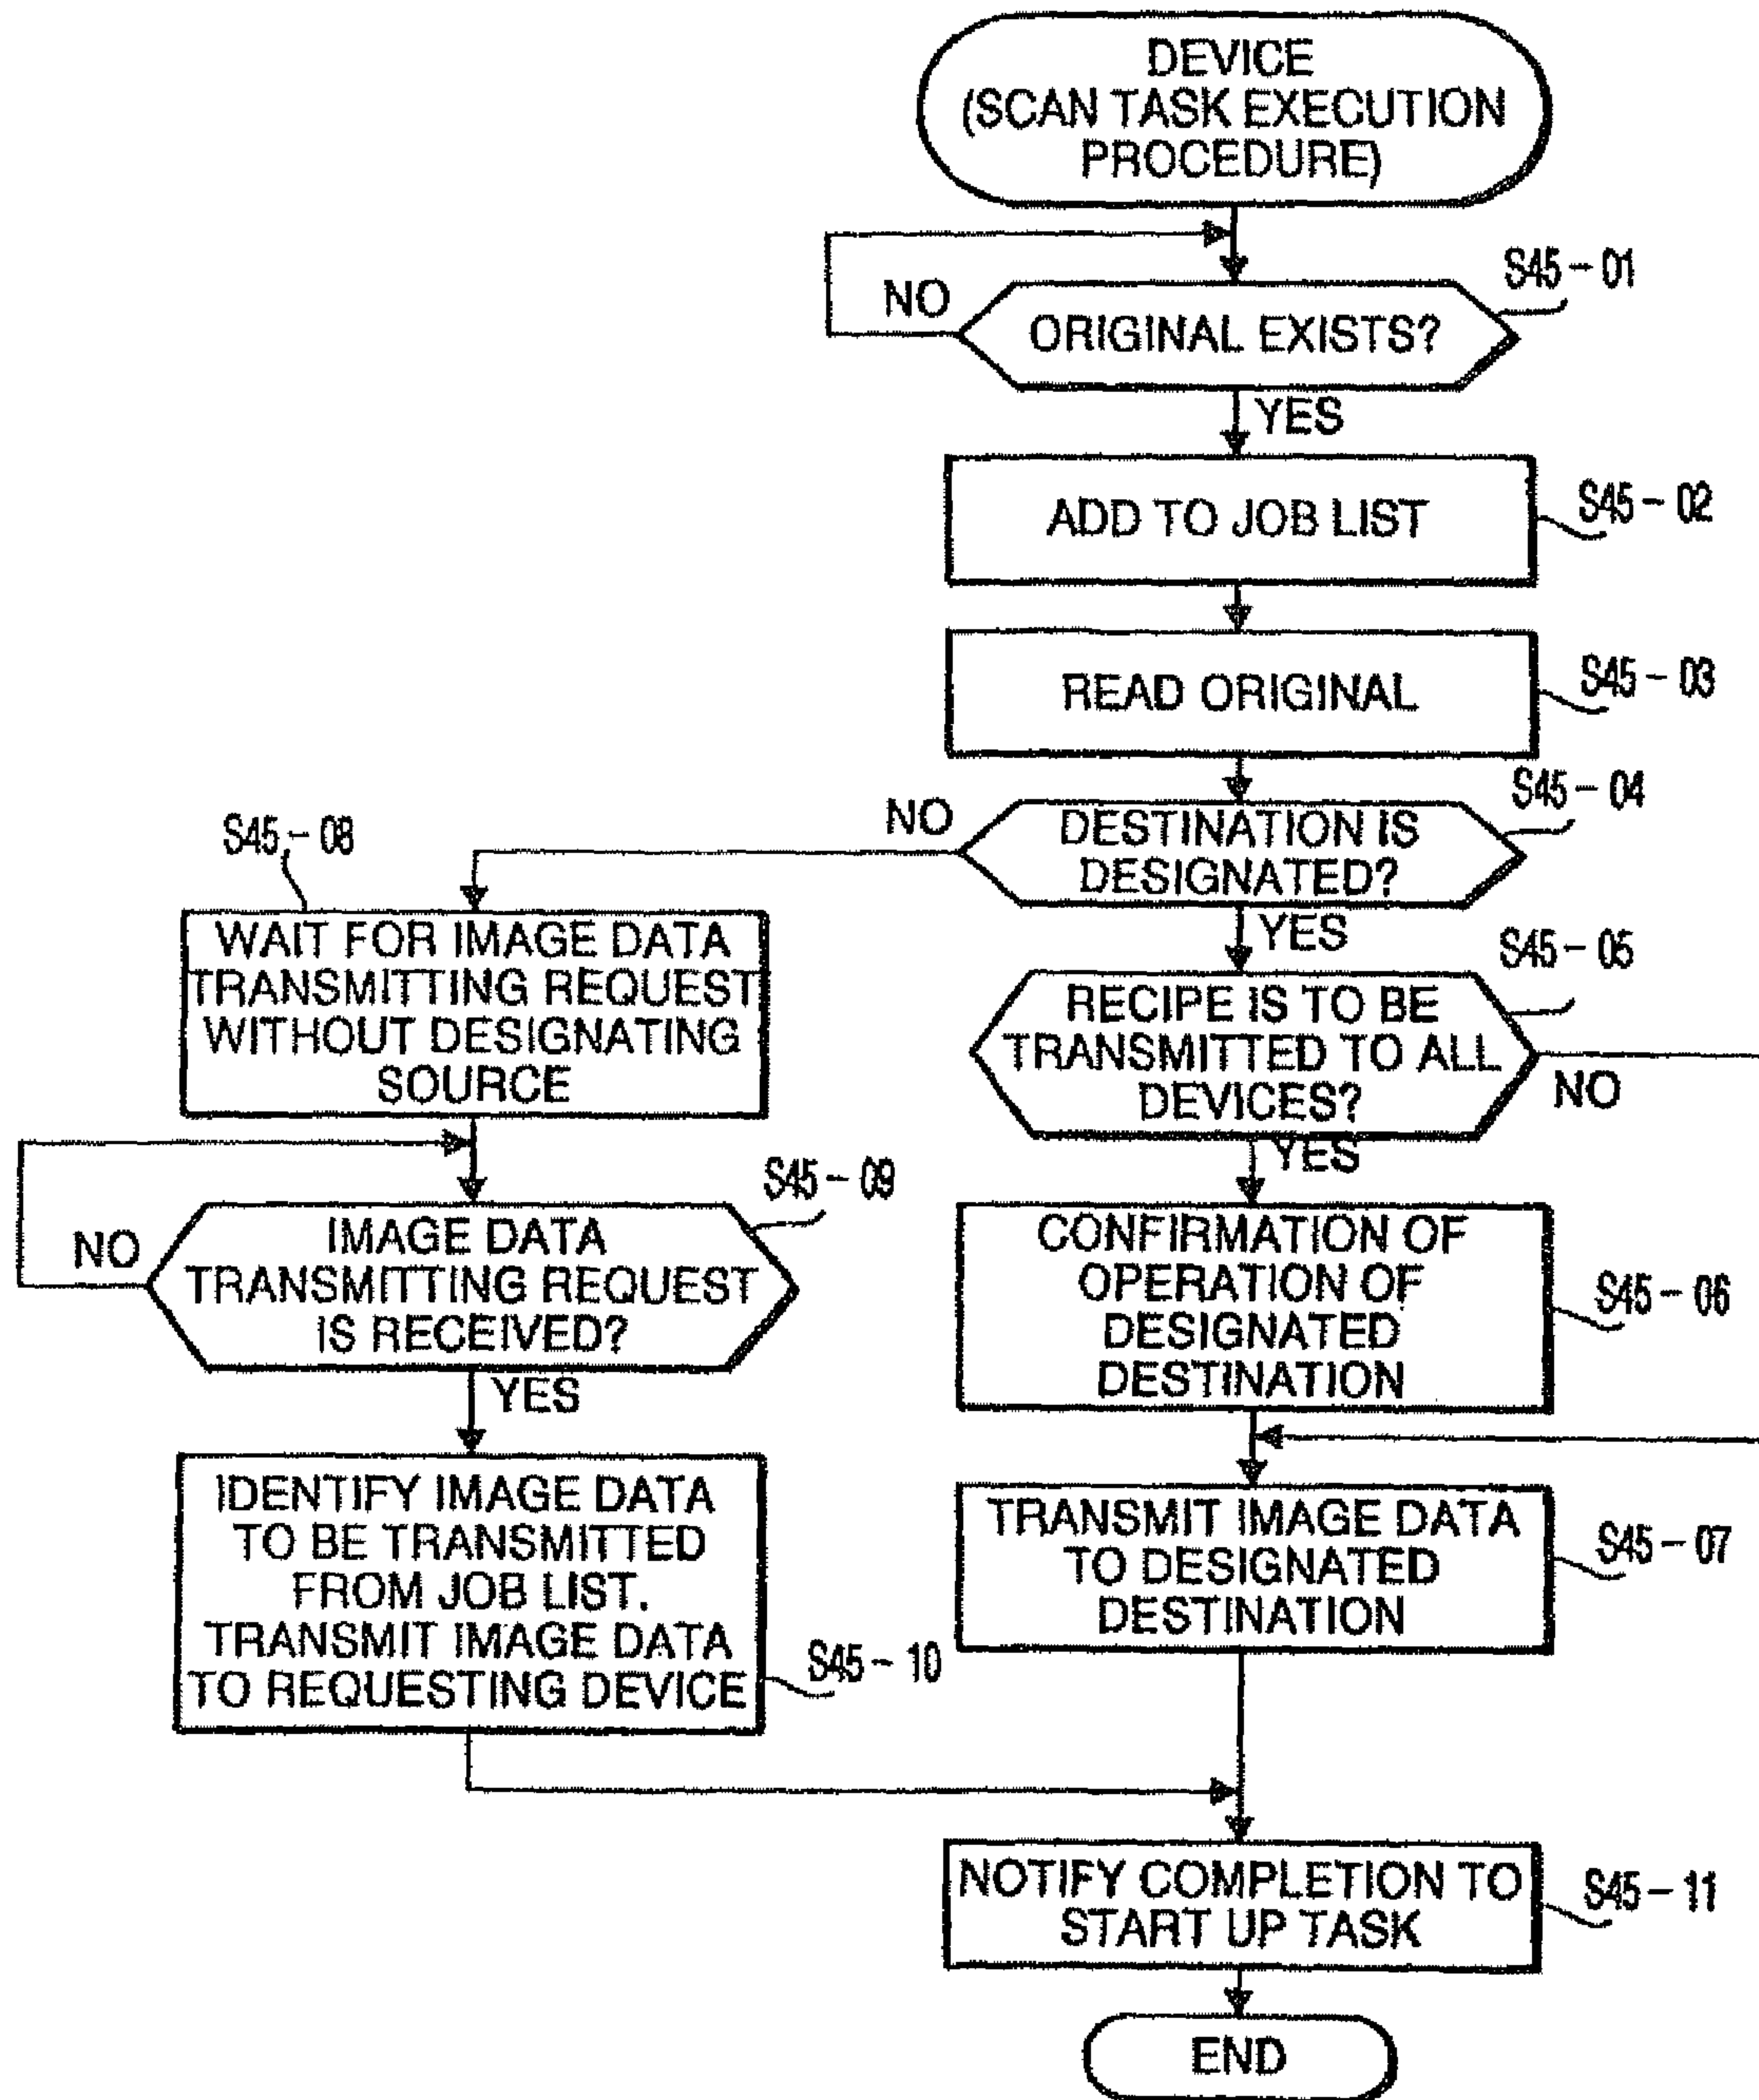 DEVICE
(SCAN TASK EXECUTION
PROCEDURE)
S45-01
NO
ORIGINAL EXISTS?
YES
ADD TO JOB LIST
S45-02
READ ORIGINAL
S45-03
S45-04
NO
DESTINATION IS
DESIGNATED?
YES
S45-08
WAIT FOR IMAGE DATA
TRANSMITTING REQUEST
WITHOUT DESIGNATING
SOURCE
S45-05
RECIPE IS TO BE
TRANSMITTED TO ALL
DEVICES?
NO
YES
S45-09
NO
IMAGE DATA
TRANSMITTING REQUEST
IS RECEIVED?
YES
CONFIRMATION OF
OPERATION OF
DESIGNATED
DESTINATION
S45-06
IDENTIFY IMAGE DATA
TO BE TRANSMITTED
FROM JOB LIST.
TRANSMIT IMAGE DATA
TO REQUESTING DEVICE
S45-10
TRANSMIT IMAGE DATA
TO DESIGNATED
DESTINATION
S45-07
NOTIFY COMPLETION TO
START UP TASK
S45-11
END